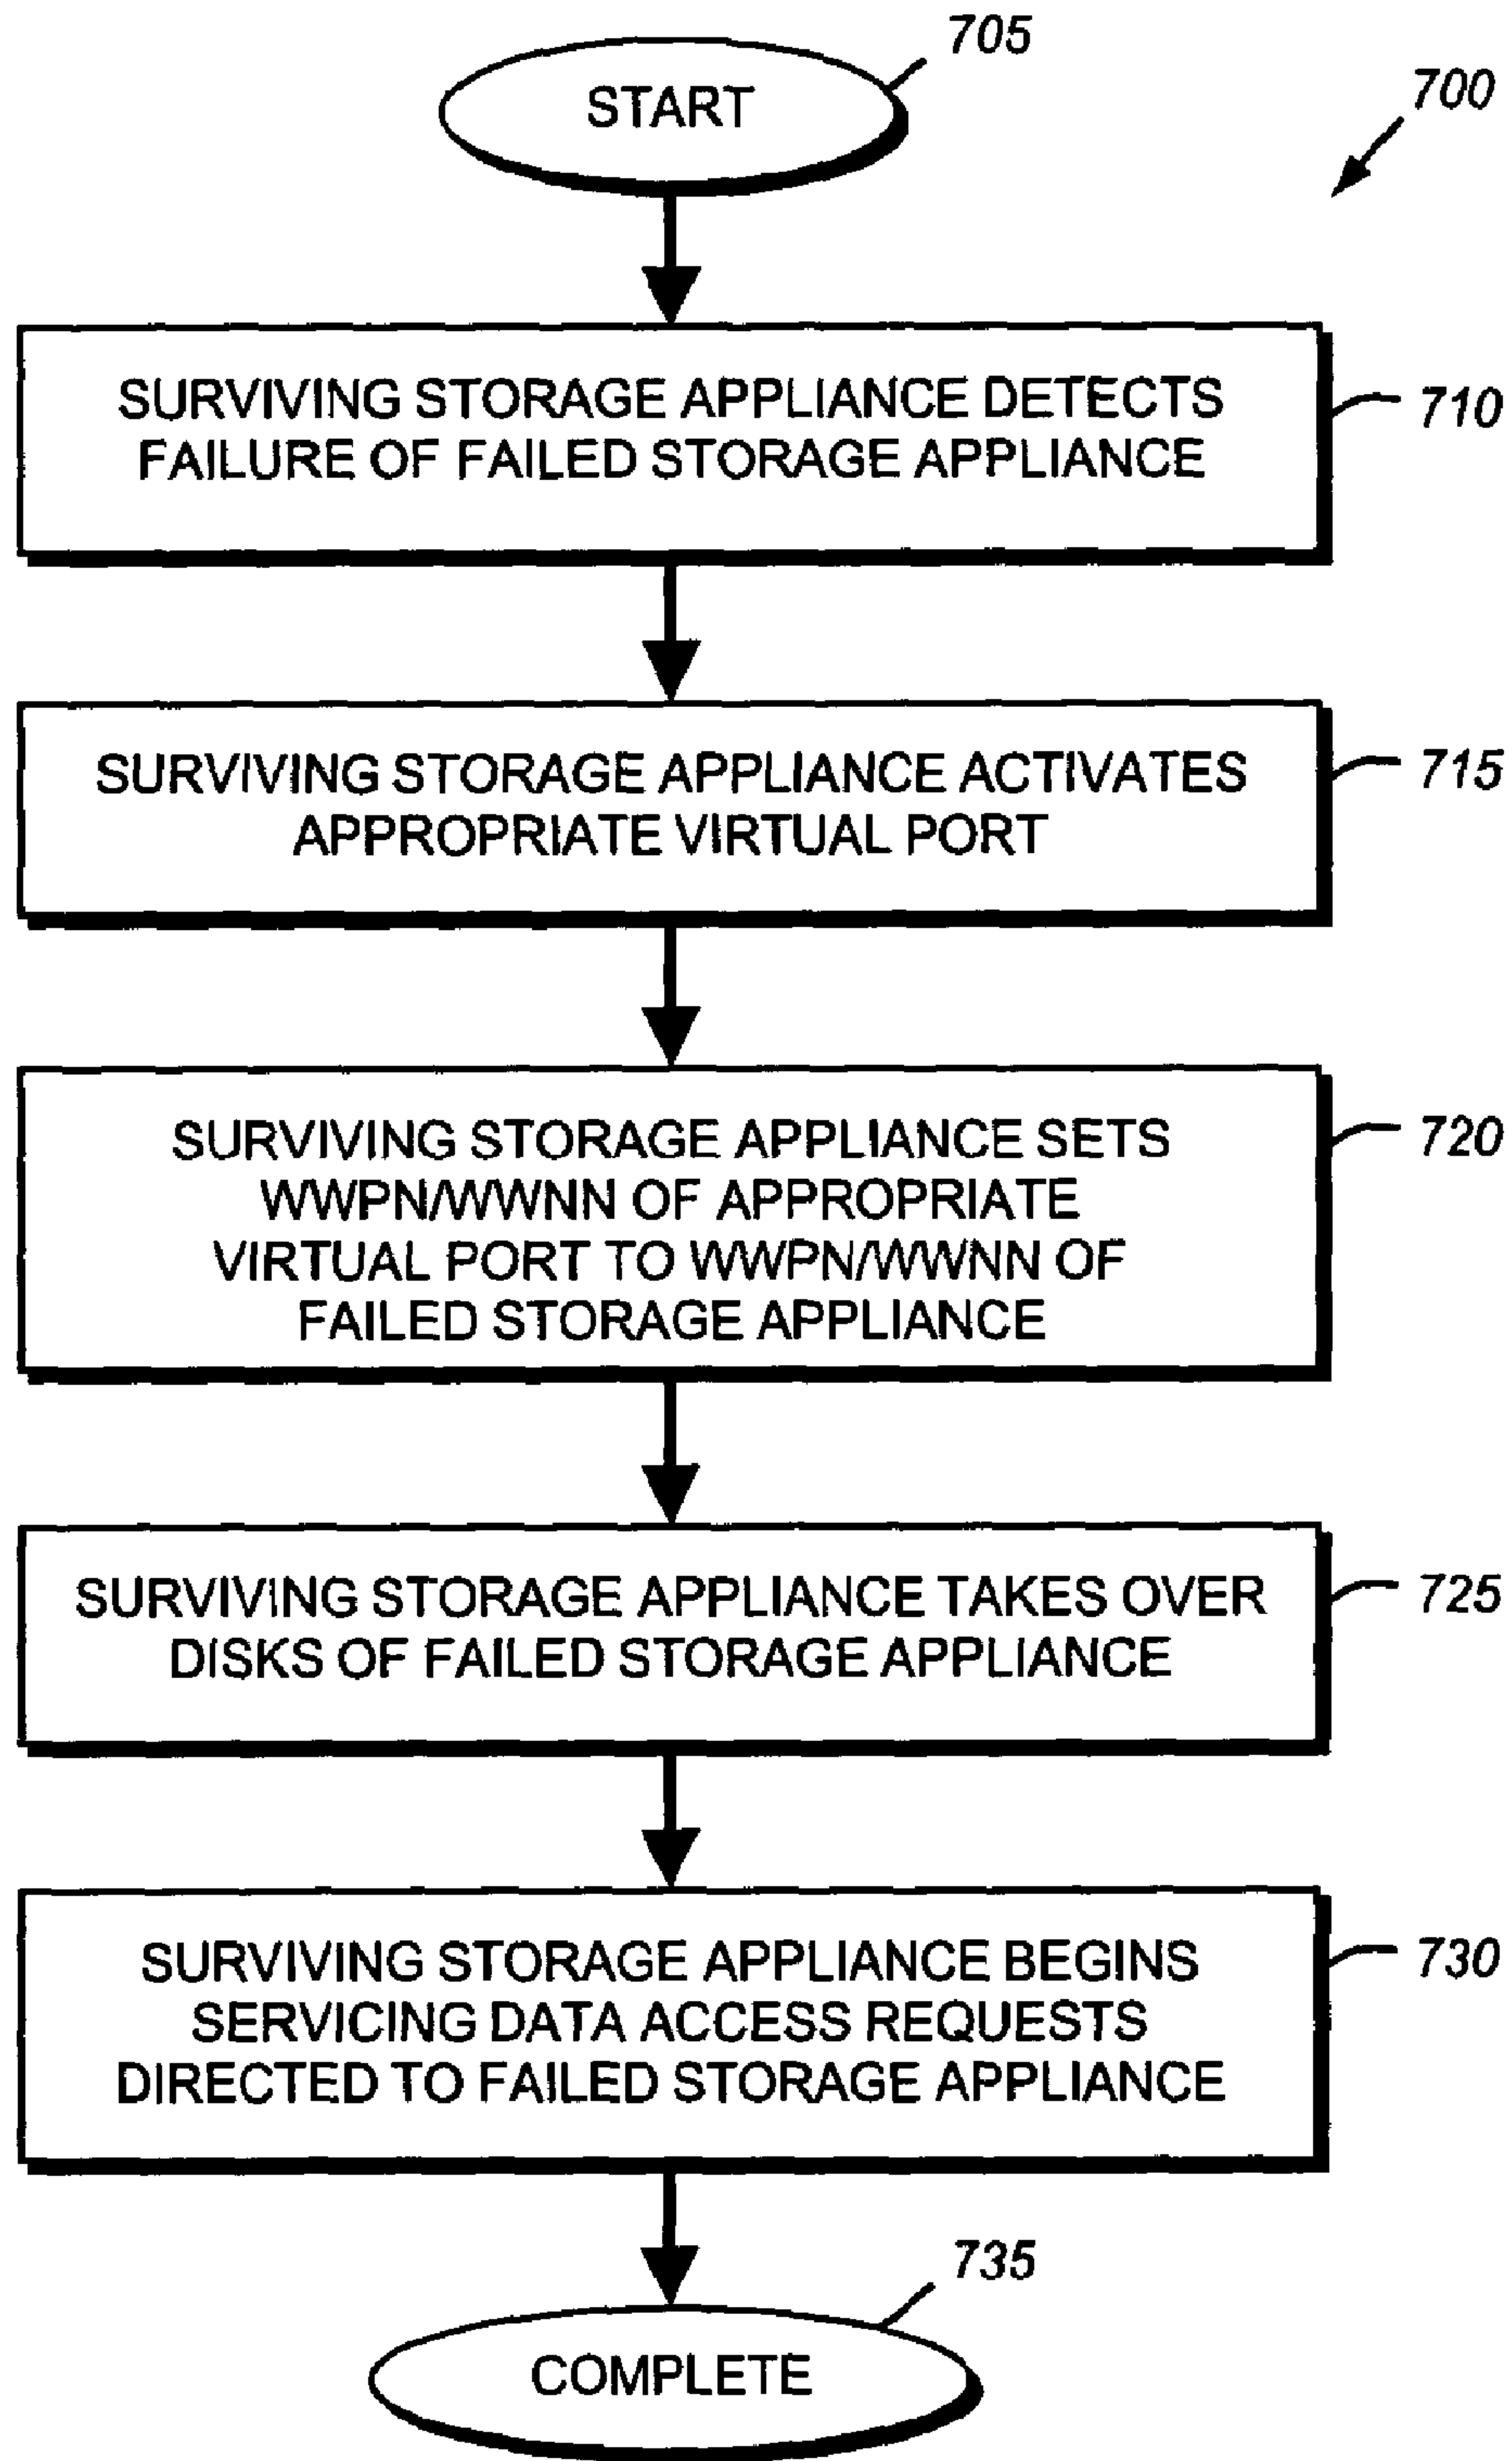 705
START
700
SURVIVING STORAGE APPLIANCE DETECTS
FAILURE OF FAILED STORAGE APPLIANCE
710
SURVIVING STORAGE APPLIANCE ACTIVATES
APPROPRIATE VIRTUAL PORT
715
SURVIVING STORAGE APPLIANCE SETS
WWPN/WWNN OF APPROPRIATE
VIRTUAL PORT TO WWPN/WWNN OF
FAILED STORAGE APPLIANCE
720
SURVIVING STORAGE APPLIANCE TAKES OVER
DISKS OF FAILED STORAGE APPLIANCE
725
SURVIVING STORAGE APPLIANCE BEGINS
SERVICING DATA ACCESS REQUESTS
DIRECTED TO FAILED STORAGE APPLIANCE
730
735
COMPLETE